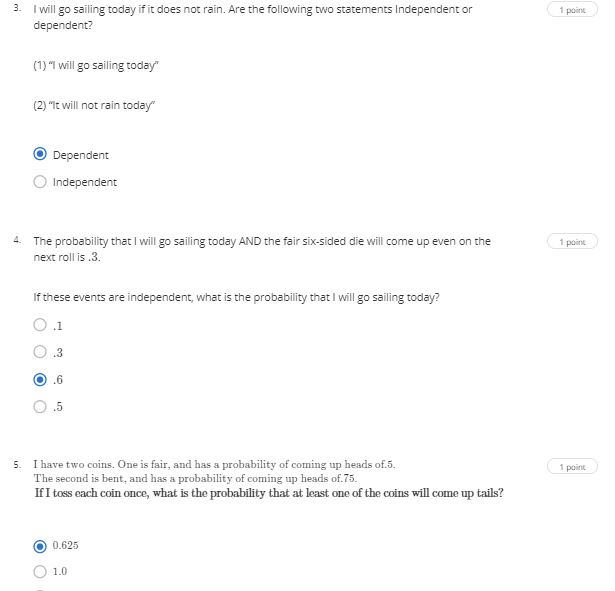 3. I will go sailing today if it does not rain. Are the following two statements Independent or
1 point
dependent?
(1) "I will go sailing today"
(2) "It will not rain today"
Dependent
Independent
4. The probability that I will go sailing today AND the fair six-sided die will come up even on the
1 point
next roll is .3.
If these events are independent, what is the probability that I will go sailing today?
.1
.3
.6
.5
5. I have two coins. One is fair, and has a probability of coming up heads of.5.
1 point
The second is bent, and has a probability of coming up heads of.75.
If I toss each coin once, what is the probability that at least one of the coins will come up tails?
0.625
1.0